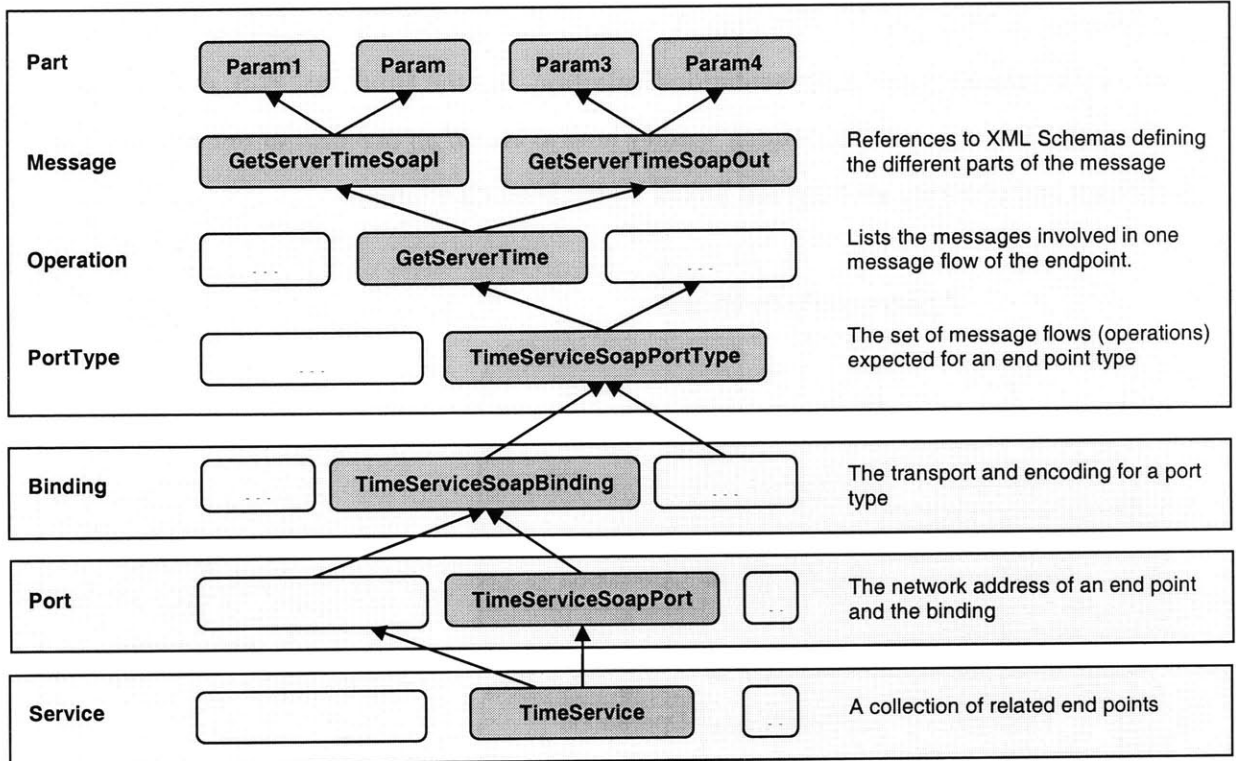 Part
Param1
Param
Param3
Param4
Message
GetServerTimeSoapI
GetServerTimeSoapOut
References to XML Schemas defining
the different parts of the message
Operation
...
GetServerTime
...
Lists the messages involved in one
message flow of the endpoint.
PortType
...
TimeServiceSoapPortType
The set of message flows (operations)
expected for an end point type
Binding
...
TimeServiceSoapBinding
...
The transport and encoding for a port
type
Port
TimeServiceSoapPort
..
The network address of an end point
and the binding
Service
TimeService
..
A collection of related end points